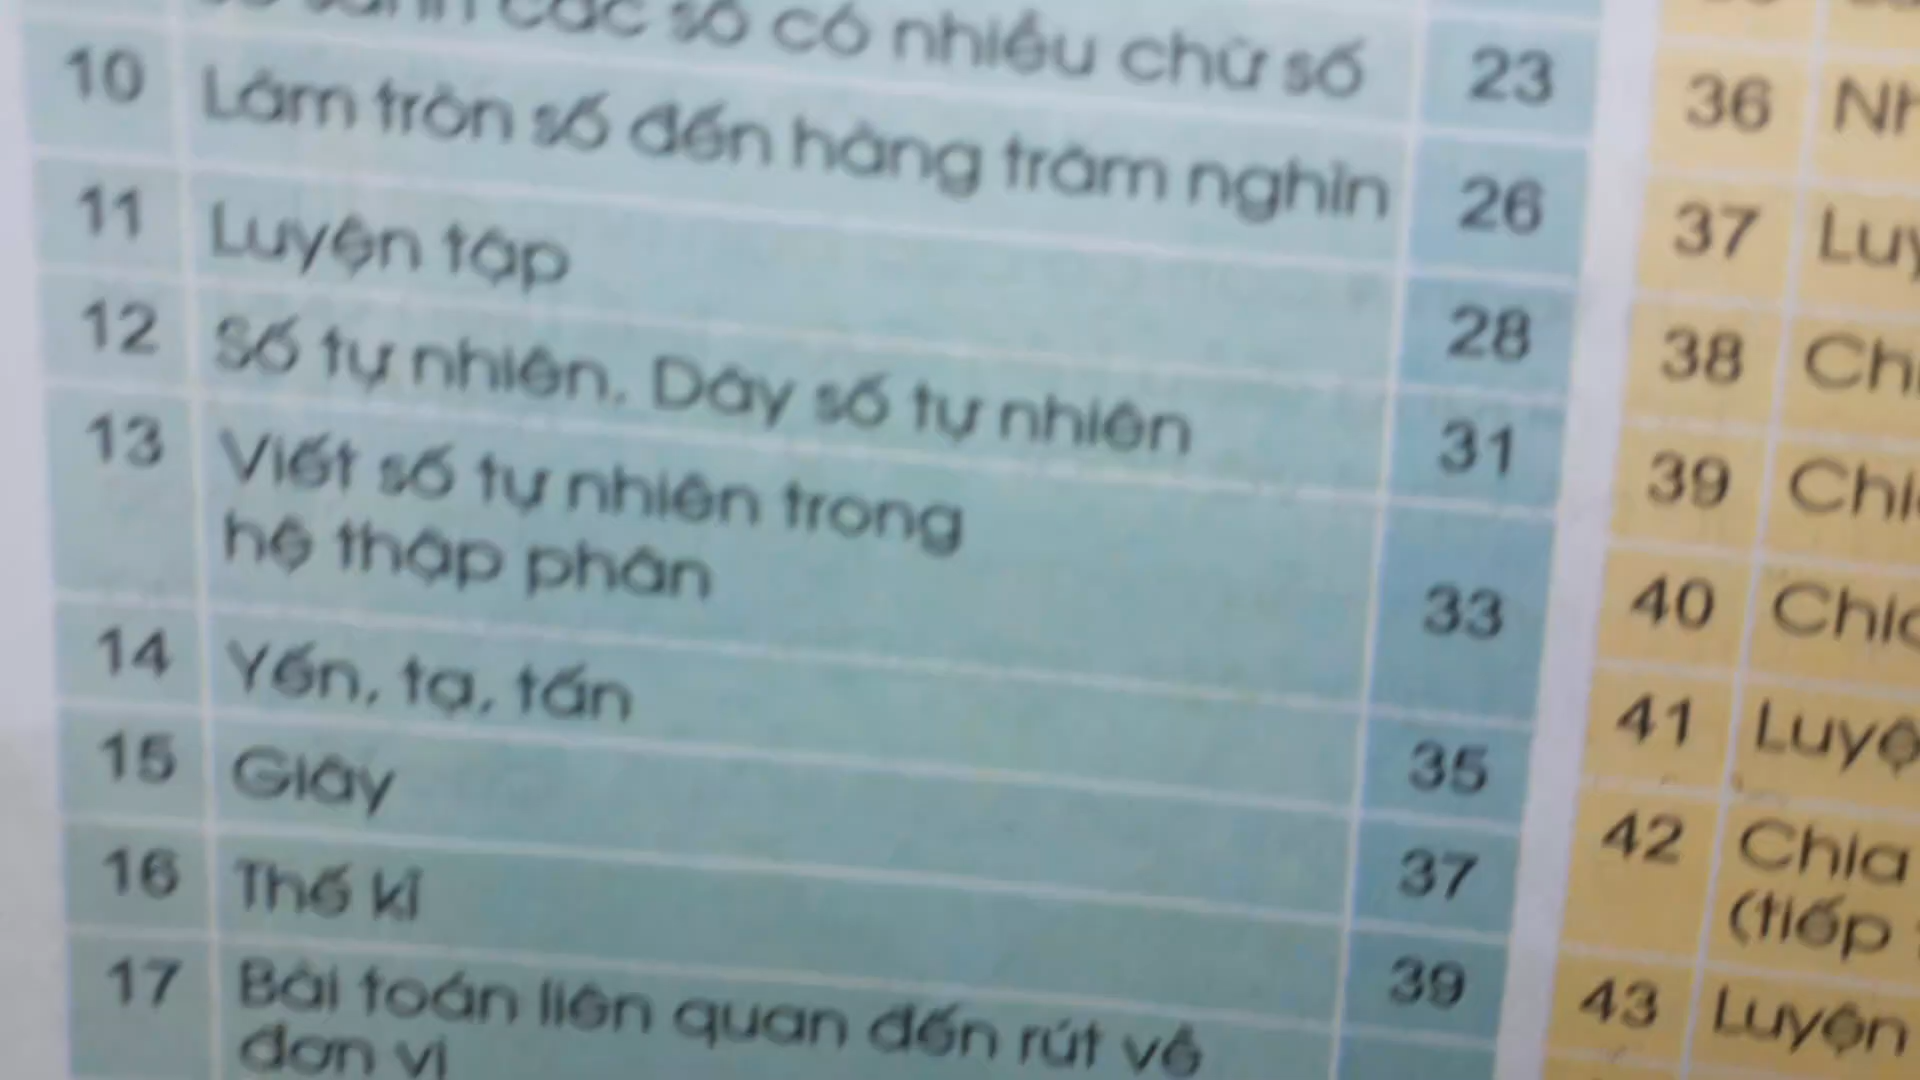 các số có nhiều chữ số 23
10 Làm tròn số đến hàng trăm nghìn 26
11 Luyện tập 28
12 Số tự nhiên. Dãy số tự nhiên 31
13 Viết số tự nhiên trong
hệ thập phân 33
14 Yến, tạ, tấn 35
15 Giây 37
16 Thế kỉ 39
17 Bài toán liên quan đến rút về
đơn vị
36
37
38
39
40
41
42 Chia
(tiếp
43 Luyện